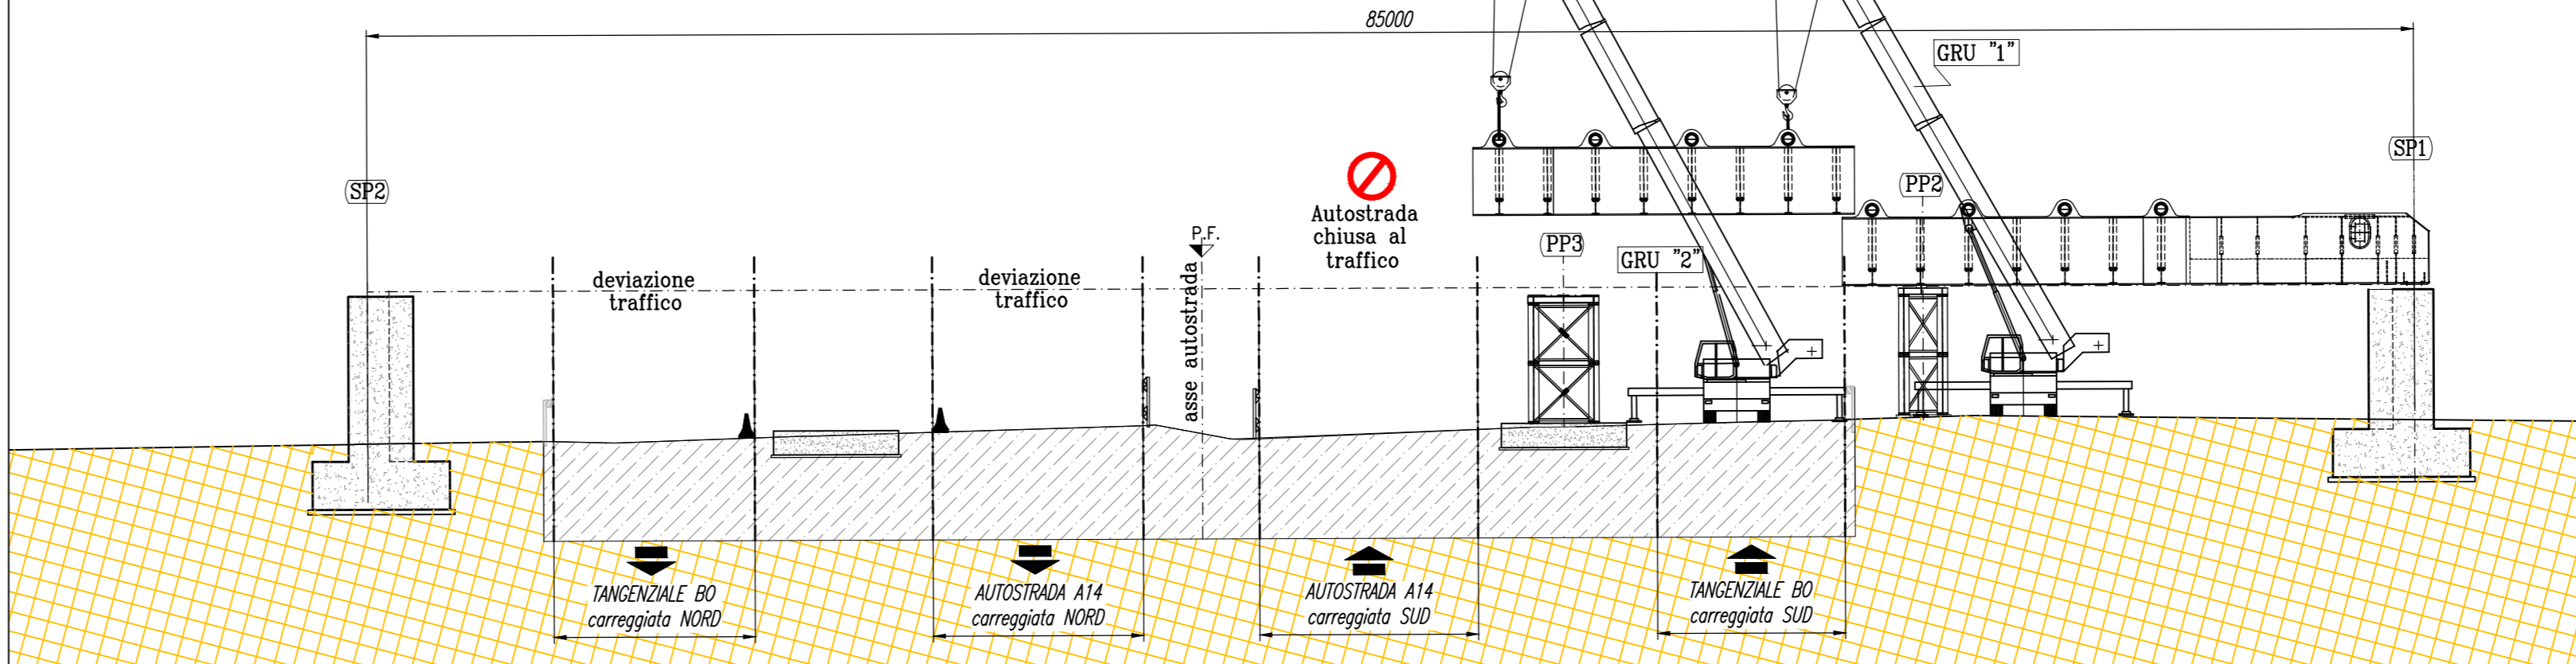 85000
GRU "1"
SP1
PP2
SP2
Autostrada
chiusa al
traffico
P.F.
PP3
GRU "2"
deviazione
traffico
deviazione
traffico
asse autostrada
TANGENZIALE BO
carreggiata NORD
AUTOSTRADA A14
carreggiata NORD
AUTOSTRADA A14
carreggiata SUD
TANGENZIALE BO
carreggiata SUD